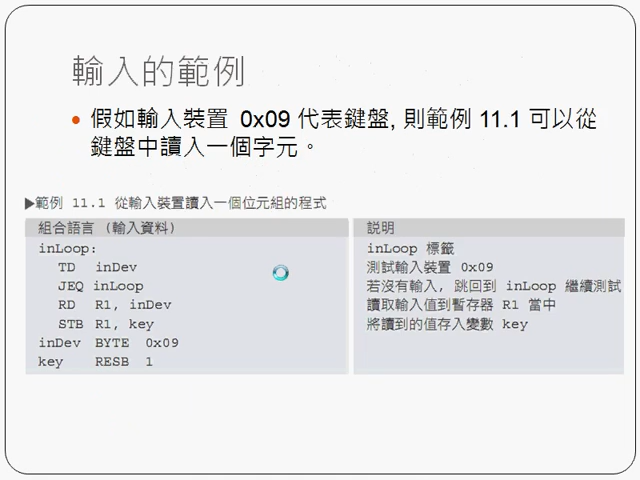 輸入的範例
假如輸入裝置 0x09 代表鍵盤, 則範例 11.1 可以從
鍵盤中讀入一個字元。
▶範例 11.1 從輸入裝置讀入一個位元組的程式
組合語言 (輸入資料) 說明
inLoop: inLoop 標籤
TD inDev 測試輸入裝置 0x09
JEQ inLoop 若沒有輸入, 跳回到 inLoop 繼續測試
RD R1, inDev 讀取輸入值到暫存器 R1 當中
STB R1, key 將讀到的值存入變數 key
inDev BYTE 0x09
key RESB 1